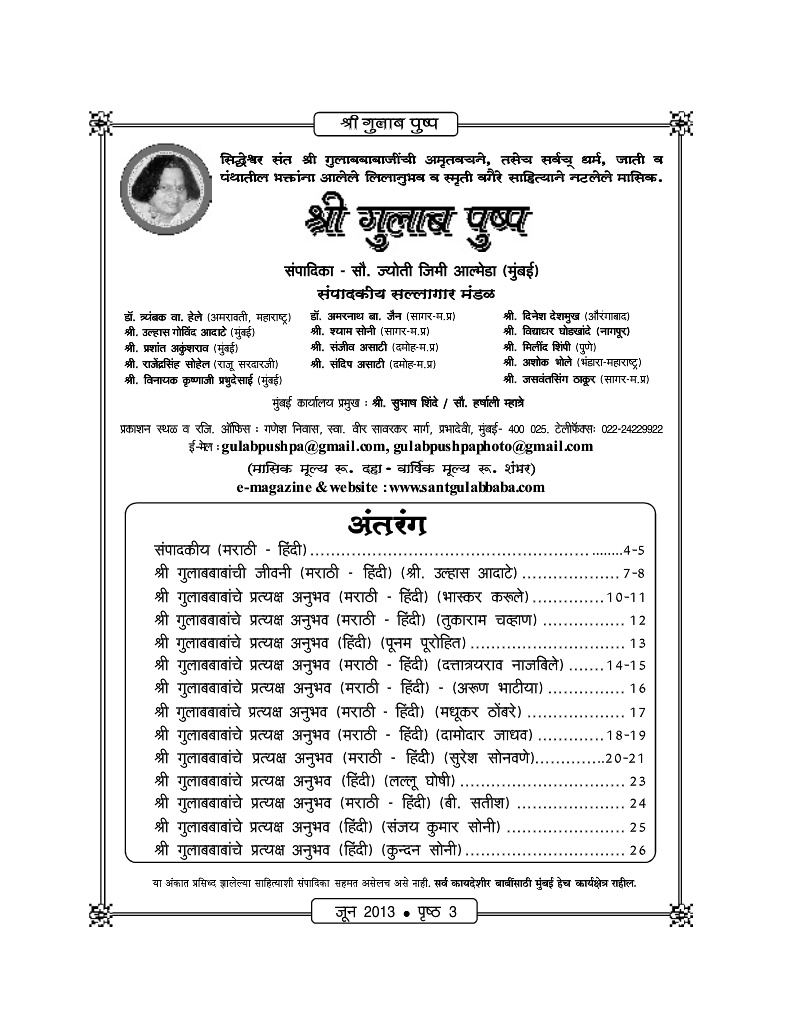 श्री गुलाब पुष्प
सिद्धेश्वर संत श्री गुलाबबाबाजींची अमृतवचने, तसेच सर्वच् धर्म, जाती व
पंथातील भक्तांना आलेले लिलानुभव व स्मृती वगैरे साहित्याने नटलेले मासिक.
श्री गुलाब पुष्प
संपादिका - सौ. ज्योती जिमी आल्मेडा (मुंबई)
संपादकीय सल्लागार मंडळ
डॉ. त्र्यंबक वा. हेले (अमरावती, महाराष्ट्र)
श्री. उल्हास गोविंद आदाटे (मुंबई)
श्री. प्रशांत अकुंशराव (मुंबई)
श्री. राजेंद्रसिंह सोहेल (राजू सरदारजी)
श्री. विनायक कृष्णाजी प्रभुदेसाई (मुंबई)
डॉ. अमरनाथ बा. जैन (सागर-म.प्र)
श्री. श्याम सोनी (सागर-म.प्र)
श्री. संजीव असाटी (दमोह-म.प्र)
श्री. संदिप असाटी (दमोह-म.प्र)
श्री. दिनेश देशमुख (औरंगाबाद)
श्री. विद्याधर घोडखांदे (नागपूर)
श्री. मिलींद शिंपी (पुणे)
श्री. अशोक भोले (भंडारा-महाराष्ट्र)
श्री. जसवंतसिंग ठाकुर (सागर-म.प्र)
मुंबई कार्यालय प्रमुख : श्री. सुभाष शिंदे / सौ. हर्षाली म्हात्रे
प्रकाशन स्थळ व रजि. ऑफिस : गणेश निवास, स्वा. वीर सावरकर मार्ग, प्रभादेवी, मुंबई- 400 025. टेलीफॅक्सः 022-24229922
ई-मेल : gulabpushpa@gmail.com, gulabpushpaphoto@gmail.com
(मासिक मूल्य रू. दहा - वार्षिक मूल्य रू. शंभर)
e-magazine & website : www.santgulabbaba.com
अंतरंग
संपादकीय (मराठी - हिंदी) ........4-5
श्री गुलाबबाबांची जीवनी (मराठी - हिंदी) (श्री. उल्हास आदाटे) ................... 7-8
श्री गुलाबबाबांचे प्रत्यक्ष अनुभव (मराठी - हिंदी) (भास्कर करूले) .............. 10-11
श्री गुलाबबाबांचे प्रत्यक्ष अनुभव (मराठी - हिंदी) (तुकाराम चव्हाण) ................ 12
श्री गुलाबबाबांचे प्रत्यक्ष अनुभव (हिंदी) (पूनम पूरोहित) .............................. 13
श्री गुलाबबाबांचे प्रत्यक्ष अनुभव (मराठी - हिंदी) (दत्तात्रयराव नाजबिले) ....... 14-15
श्री गुलाबबाबांचे प्रत्यक्ष अनुभव (मराठी - हिंदी) - (अरूण भाटीया) ............... 16
श्री गुलाबबाबांचे प्रत्यक्ष अनुभव (मराठी - हिंदी) (मधूकर ठोंबरे) ................... 17
श्री गुलाबबाबांचे प्रत्यक्ष अनुभव (मराठी - हिंदी) (दामोदार जाधव) ............. 18-19
श्री गुलाबबाबांचे प्रत्यक्ष अनुभव (मराठी - हिंदी) (सुरेश सोनवणे)..............20-21
श्री गुलाबबाबांचे प्रत्यक्ष अनुभव (हिंदी) (लल्लू घोषी) ................................ 23
श्री गुलाबबाबांचे प्रत्यक्ष अनुभव (मराठी - हिंदी) (बी. सतीश) ..................... 24
श्री गुलाबबाबांचे प्रत्यक्ष अनुभव (हिंदी) (संजय कुमार सोनी) ....................... 25
श्री गुलाबबाबांचे प्रत्यक्ष अनुभव (हिंदी) (कुन्दन सोनी) ............................... 26
या अंकात प्रसिध्द झालेल्या साहित्याशी संपादिका सहमत असेलच असे नाही. सर्व कायदेशीर बाबींसाठी मुंबई हेच कार्यक्षेत्र राहील.
जून 2013 ● पृष्ठ 3